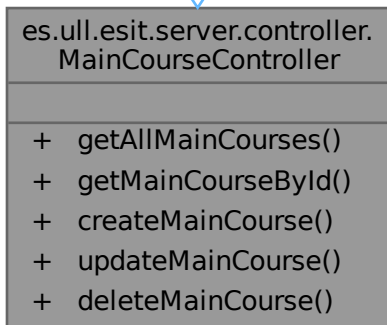 es.ull.esit.server.controller.
MainCourseController
+ getAllMainCourses()
+ getMainCourseById()
+ createMainCourse()
+ updateMainCourse()
+ deleteMainCourse()